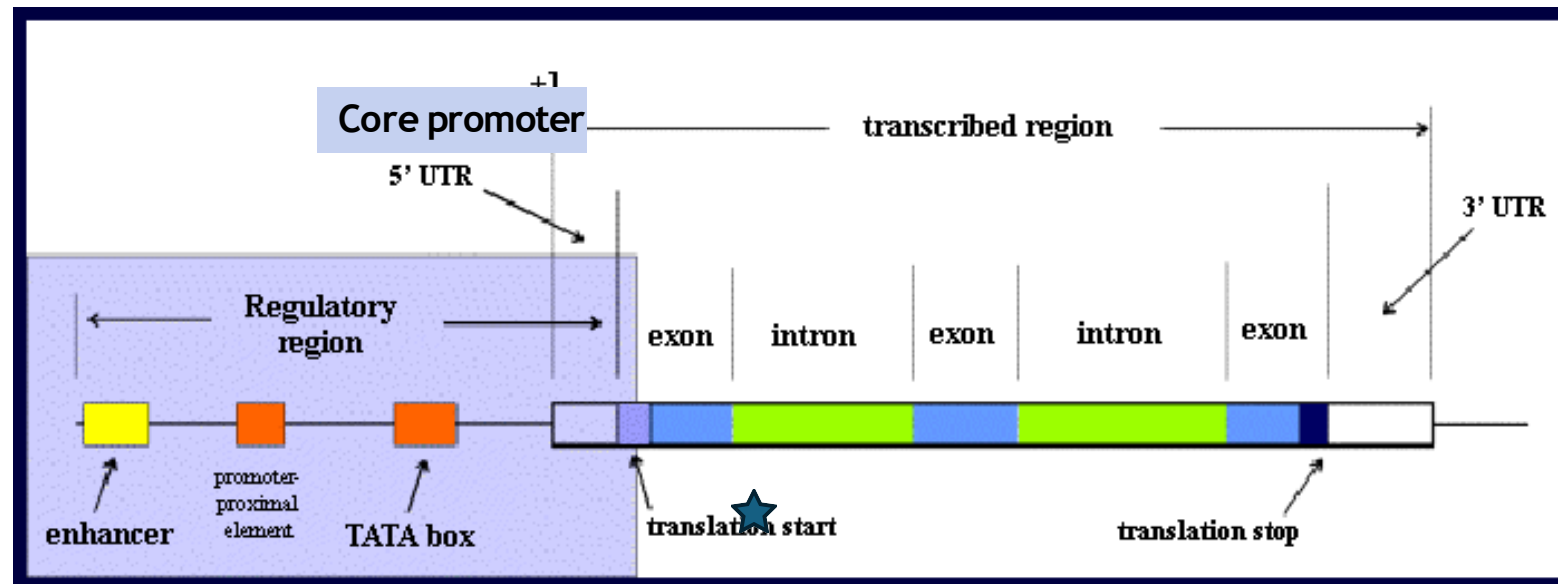 +1
Core promoter
transcribed region
5' UTR
3' UTR
Regulatory
region
exon
intron
exon
intron
exon
enhancer
promoter-
proximal
element
TATA box
translation start
translation stop